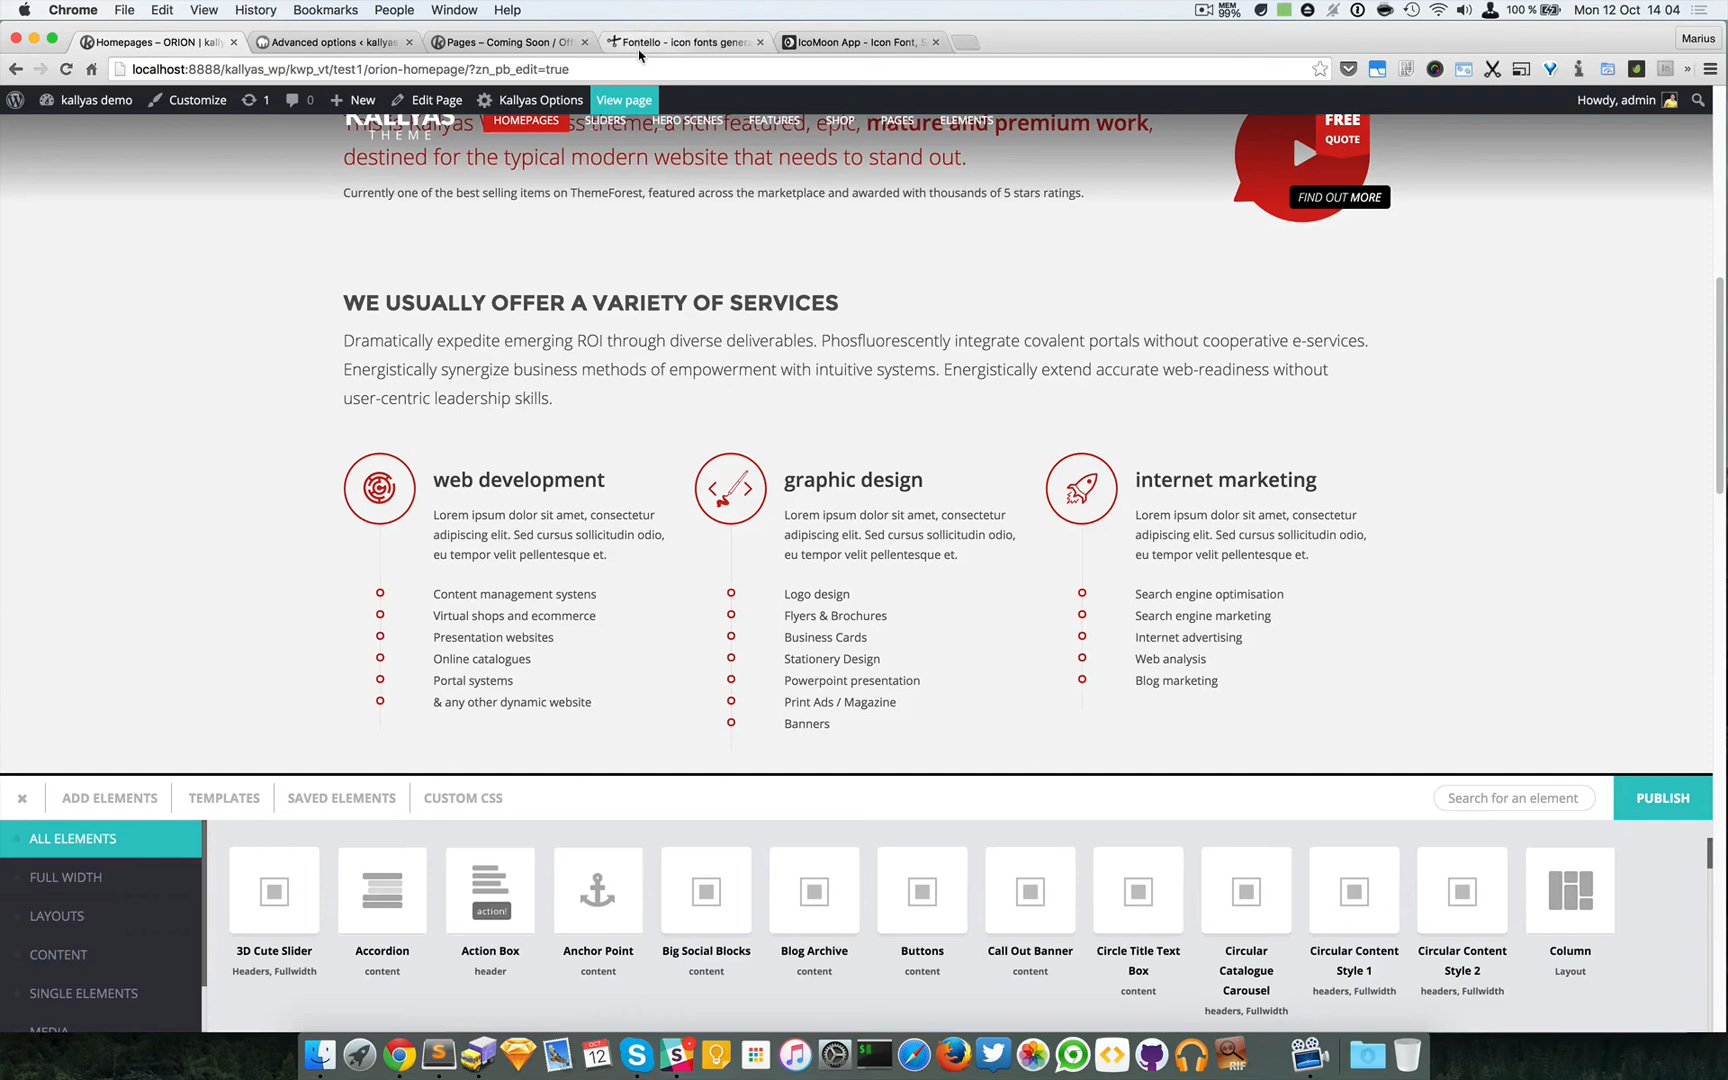 Chrome File Edit View History Bookmarks People Window Help
MEM 99% 100 % Mon 12 Oct 14 04
Homepages – ORION | kally
Advanced options ‹ kallyas
Pages – Coming Soon / Off
Fontello - icon fonts gener
IcoMoon App - Icon Font, S
Marius
localhost:8888/kallyas_wp/kwp_vt/test1/orion-homepage/?zn_pb_edit=true
kallyas demo Customize 1 0 New Edit Page Kallyas Options View page Howdy, admin
KALLYAS
THEME
HOMEPAGES SLIDERS HERO SCENES FEATURES SHOP PAGES ELEMENTS
s theme, a rich featured, epic, mature and premium work,
destined for the typical modern website that needs to stand out.
Currently one of the best selling items on ThemeForest, featured across the marketplace and awarded with thousands of 5 stars ratings.
FREE
QUOTE
FIND OUT MORE
WE USUALLY OFFER A VARIETY OF SERVICES
Dramatically expedite emerging ROI through diverse deliverables. Phosfluorescently integrate covalent portals without cooperative e-services.
Energistically synergize business methods of empowerment with intuitive systems. Energistically extend accurate web-readiness without
user-centric leadership skills.
web development
Lorem ipsum dolor sit amet, consectetur
adipiscing elit. Sed cursus sollicitudin odio,
eu tempor velit pellentesque et.
Content management systens
Virtual shops and ecommerce
Presentation websites
Online catalogues
Portal systems
& any other dynamic website
graphic design
Lorem ipsum dolor sit amet, consectetur
adipiscing elit. Sed cursus sollicitudin odio,
eu tempor velit pellentesque et.
Logo design
Flyers & Brochures
Business Cards
Stationery Design
Powerpoint presentation
Print Ads / Magazine
Banners
internet marketing
Lorem ipsum dolor sit amet, consectetur
adipiscing elit. Sed cursus sollicitudin odio,
eu tempor velit pellentesque et.
Search engine optimisation
Search engine marketing
Internet advertising
Web analysis
Blog marketing
ADD ELEMENTS TEMPLATES SAVED ELEMENTS CUSTOM CSS Search for an element PUBLISH
ALL ELEMENTS
FULL WIDTH
LAYOUTS
CONTENT
SINGLE ELEMENTS
MEDIA
3D Cute Slider
Headers, Fullwidth
Accordion
content
action!
Action Box
header
Anchor Point
content
Big Social Blocks
content
Blog Archive
content
Buttons
content
Call Out Banner
content
Circle Title Text
Box
content
Circular
Catalogue
Carousel
headers, Fullwidth
Circular Content
Style 1
headers, Fullwidth
Circular Content
Style 2
headers, Fullwidth
Column
Layout
OCT
12
RIF